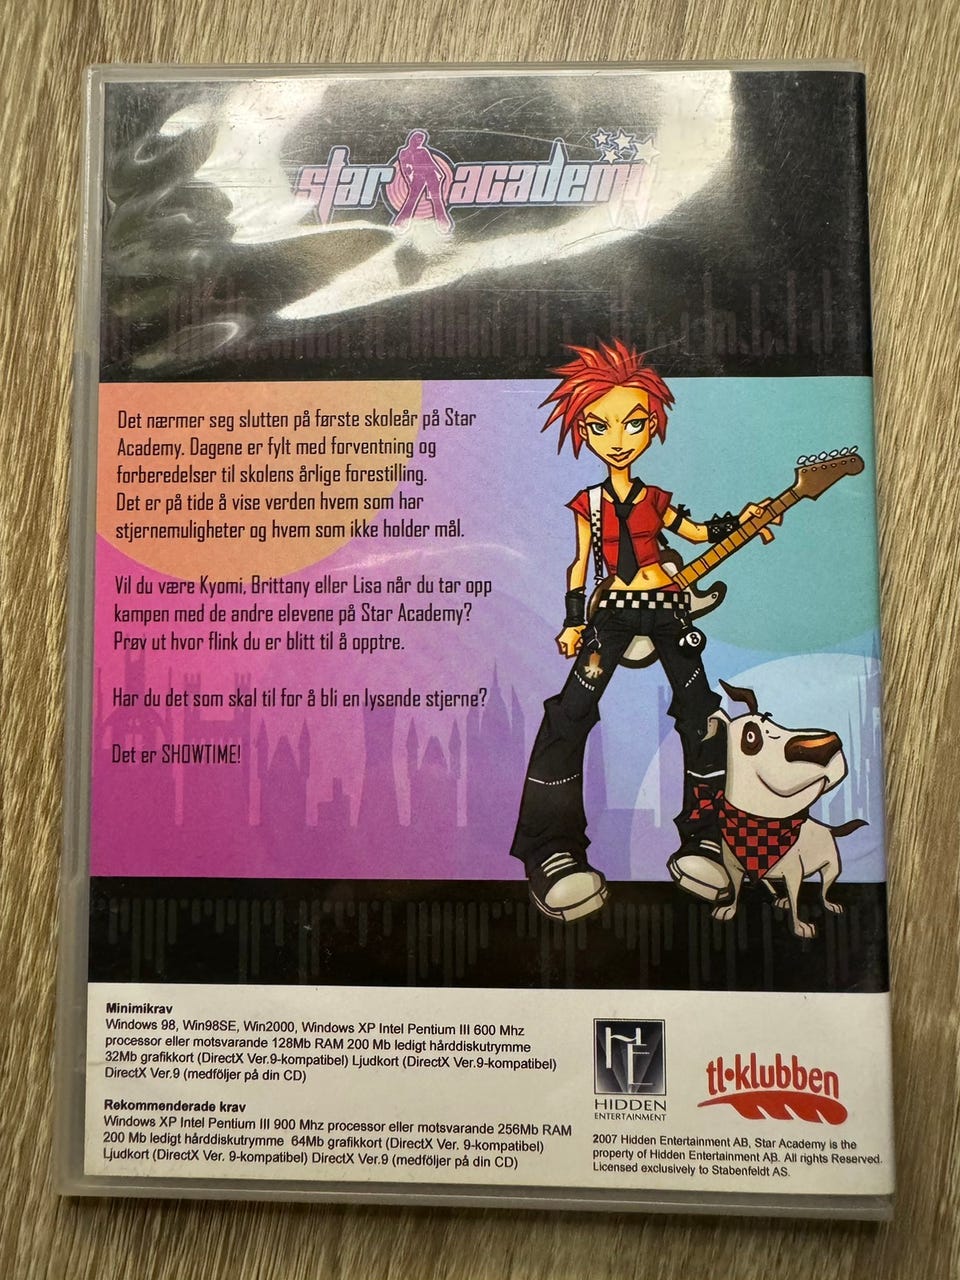 star academy
Det nærmer seg slutten på første skoleår på Star
Academy. Dagene er fylt med forventning og
forberedelser til skolens årlige forestilling.
Det er på tide å vise verden hvem som har
stjernemuligheter og hvem som ikke holder mål.
Vil du være Kyomi, Brittany eller Lisa når du tar opp
kampen med de andre elevene på Star Academy?
Prøv ut hvor flink du er blitt til å opptre.
Har du det som skal til for å bli en lysende stjerne?
Det er SHOWTIME!
8
Minimikrav
Windows 98, Win98SE, Win2000, Windows XP Intel Pentium III 600 Mhz
processor eller motsvarande 128Mb RAM 200 Mb ledigt hårddiskutrymme
32Mb grafikkort (DirectX Ver.9-kompatibel) Ljudkort (DirectX Ver.9-kompatibel)
DirectX Ver.9 (medföljer på din CD)
Rekommenderade krav
Windows XP Intel Pentium III 900 Mhz processor eller motsvarande 256Mb RAM
200 Mb ledigt hårddiskutrymme 64Mb grafikkort (DirectX Ver. 9-kompatibel)
Ljudkort (DirectX Ver. 9-kompatibel) DirectX Ver.9 (medföljer på din CD)
HE
HIDDEN
ENTERTAINMENT
tl•klubben
2007 Hidden Entertainment AB, Star Academy is the
property of Hidden Entertainment AB. All rights Reserved.
Licensed exclusively to Stabenfeldt AS.